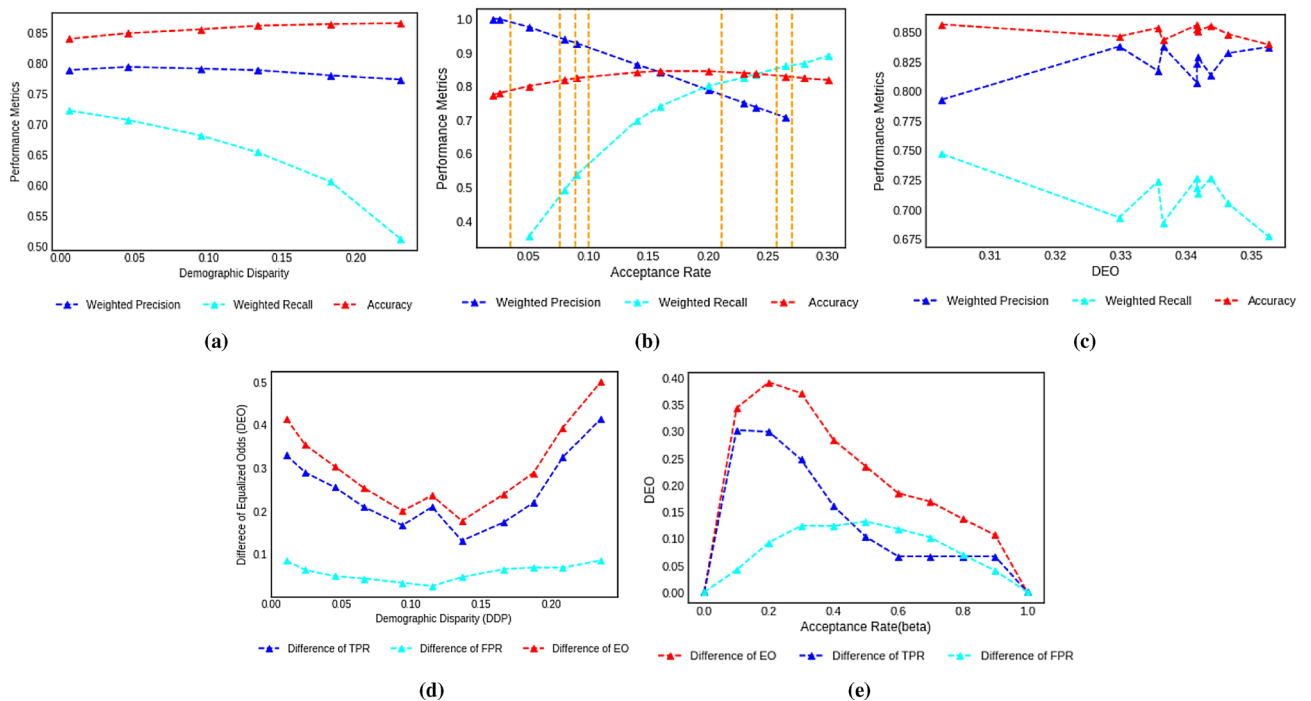 Performance Metrics
0.85
0.80
0.75
0.70
0.65
0.60
0.55
0.50
0.00 0.05 0.10 0.15 0.20
Demographic Disparity
Weighted Precision Weighted Recall Accuracy
(a)
Performance Metrics
1.0
0.9
0.8
0.7
0.6
0.5
0.4
0.05 0.10 0.15 0.20 0.25 0.30
Acceptance Rate
Weighted Precision Weighted Recall Accuracy
(b)
Performance Metrics
0.850
0.825
0.800
0.775
0.750
0.725
0.700
0.675
0.31 0.32 0.33 0.34 0.35
DEO
Weighted Precision Weighted Recall Accuracy
(c)
Differece of Equalized Odds (DEO)
0.5
0.4
0.3
0.2
0.1
0.00 0.05 0.10 0.15 0.20
Demographic Disparity (DDP)
Difference of TPR Difference of FPR Difference of EO
(d)
DEO
0.40
0.35
0.30
0.25
0.20
0.15
0.10
0.05
0.00
0.0 0.2 0.4 0.6 0.8 1.0
Acceptance Rate(beta)
Difference of EO Difference of TPR Difference of FPR
(e)